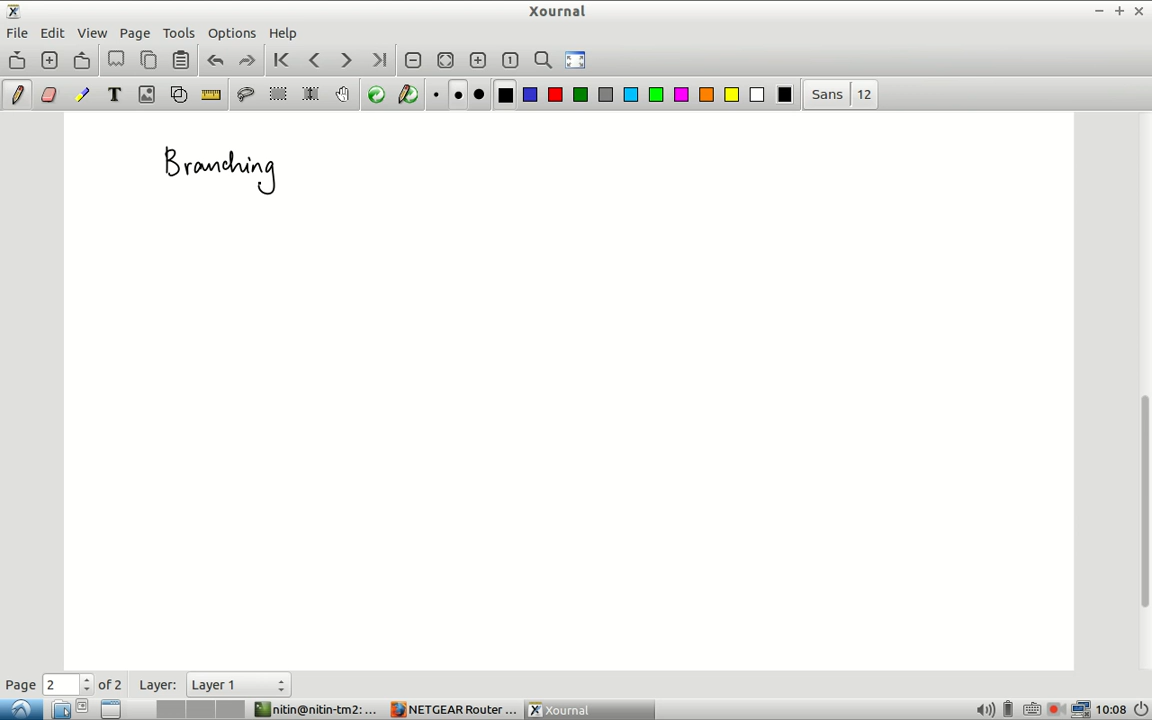 Xournal
File Edit View Page Tools Options Help
Sans 12
Branching
Page 2 of 2 Layer: Layer 1
nitin@nitin-tm2: ... NETGEAR Router ... Xournal 10:08